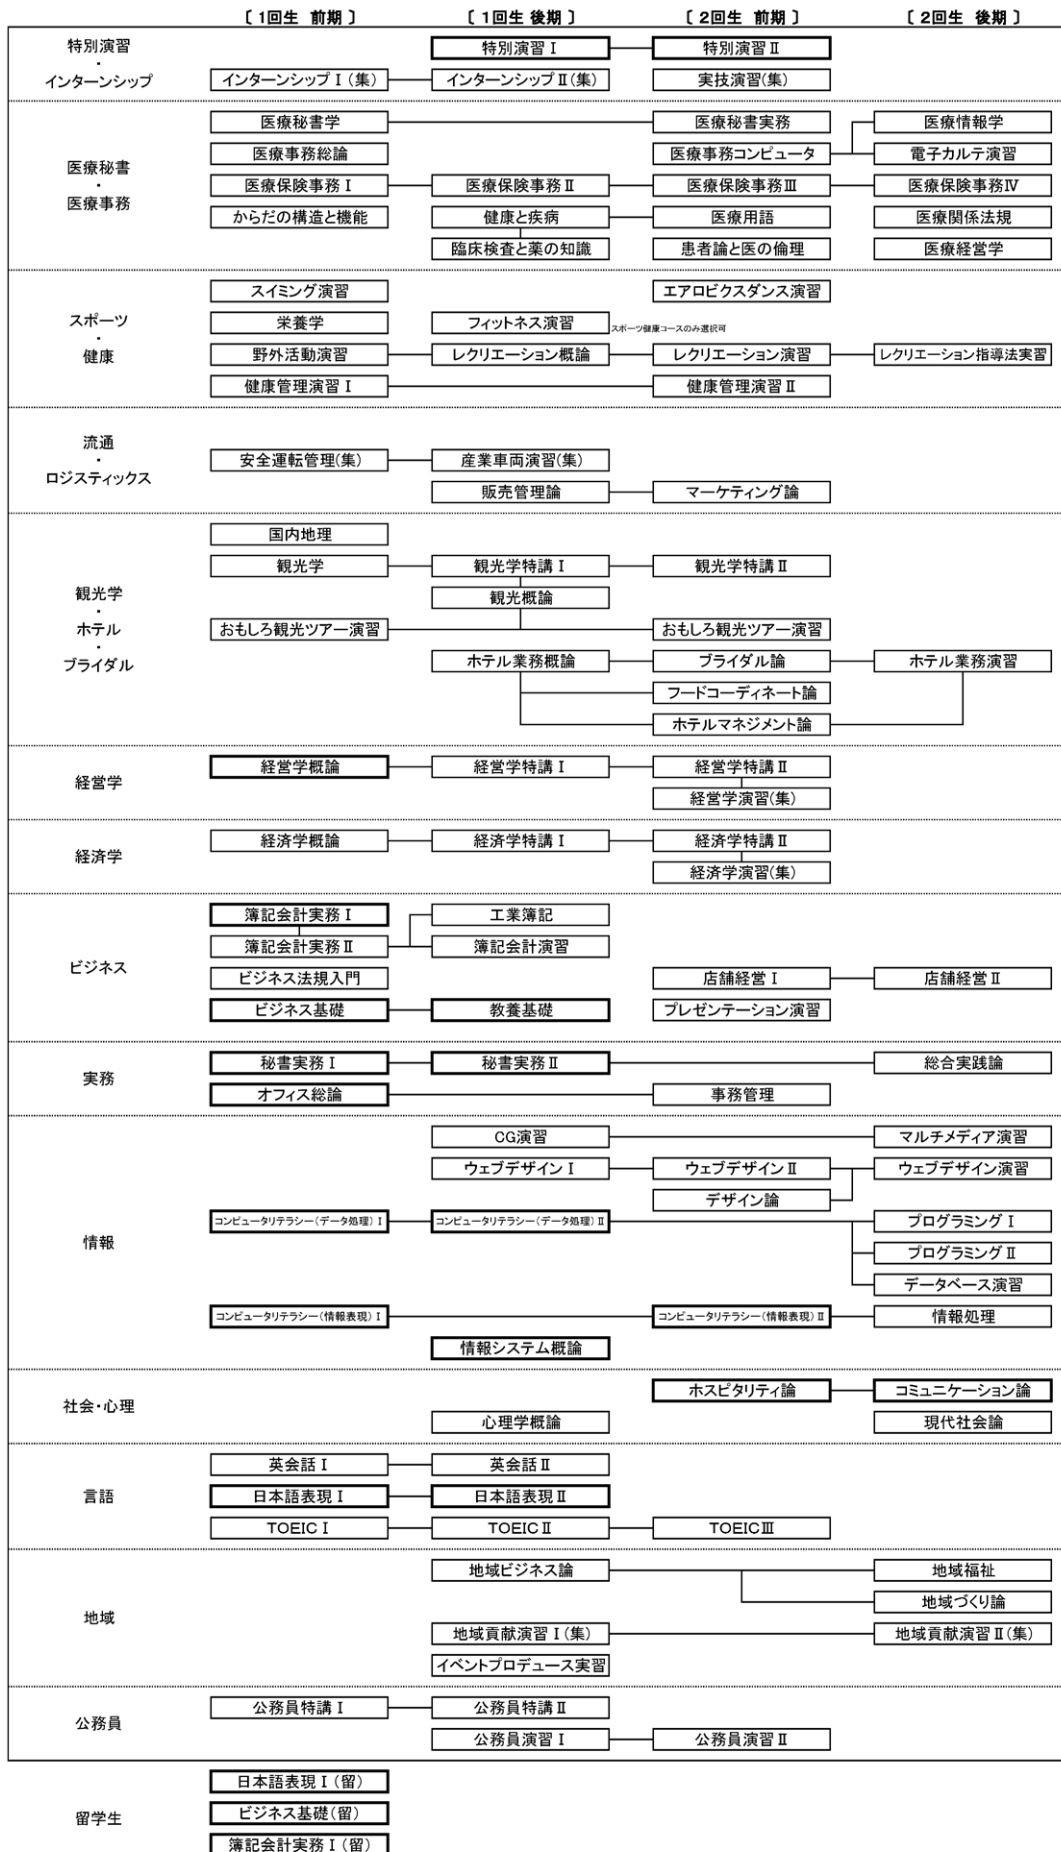 〔 1回生 前期 〕 〔 1回生 後期 〕 〔 2回生 前期 〕 〔 2回生 後期 〕
特別演習
・
インターンシップ
特別演習Ⅰ 特別演習Ⅱ
インターンシップⅠ(集) インターンシップⅡ(集) 実技演習(集)
医療秘書
・
医療事務
医療秘書学 医療秘書実務 医療情報学
医療事務総論 医療事務コンピュータ 電子カルテ演習
医療保険事務Ⅰ 医療保険事務Ⅱ 医療保険事務Ⅲ 医療保険事務Ⅳ
からだの構造と機能 健康と疾病 医療用語 医療関係法規
臨床検査と薬の知識 患者論と医の倫理 医療経営学
スポーツ
・
健康
スイミング演習 エアロビクスダンス演習
栄養学 フィットネス演習 スポーツ健康コースのみ選択可
野外活動演習 レクリエーション概論 レクリエーション演習 レクリエーション指導法実習
健康管理演習Ⅰ 健康管理演習Ⅱ
流通
・
ロジスティックス
安全運転管理(集) 産業車両演習(集)
販売管理論 マーケティング論
観光学
・
ホテル
・
ブライダル
国内地理
観光学 観光学特講Ⅰ 観光学特講Ⅱ
観光概論
おもしろ観光ツアー演習 おもしろ観光ツアー演習
ホテル業務概論 ブライダル論 ホテル業務演習
フードコーディネート論
ホテルマネジメント論
経営学
経営学概論 経営学特講Ⅰ 経営学特講Ⅱ
経営学演習(集)
経済学
経済学概論 経済学特講Ⅰ 経済学特講Ⅱ
経済学演習(集)
ビジネス
簿記会計実務Ⅰ 工業簿記
簿記会計実務Ⅱ 簿記会計演習
ビジネス法規入門 店舗経営Ⅰ 店舗経営Ⅱ
ビジネス基礎 教養基礎 プレゼンテーション演習
実務
秘書実務Ⅰ 秘書実務Ⅱ 総合実践論
オフィス総論 事務管理
情報
CG演習 マルチメディア演習
ウェブデザインⅠ ウェブデザインⅡ ウェブデザイン演習
デザイン論
コンピュータリテラシー(データ処理)Ⅰ コンピュータリテラシー(データ処理)Ⅱ プログラミングⅠ
プログラミングⅡ
データベース演習
コンピュータリテラシー(情報表現)Ⅰ コンピュータリテラシー(情報表現)Ⅱ 情報処理
情報システム概論
社会・心理
ホスピタリティ論 コミュニケーション論
心理学概論 現代社会論
言語
英会話Ⅰ 英会話Ⅱ
日本語表現Ⅰ 日本語表現Ⅱ
TOEICⅠ TOEICⅡ TOEICⅢ
地域
地域ビジネス論 地域福祉
地域づくり論
地域貢献演習Ⅰ(集) 地域貢献演習Ⅱ(集)
イベントプロデュース実習
公務員
公務員特講Ⅰ 公務員特講Ⅱ
公務員演習Ⅰ 公務員演習Ⅱ
留学生
日本語表現Ⅰ(留)
ビジネス基礎(留)
簿記会計実務Ⅰ(留)